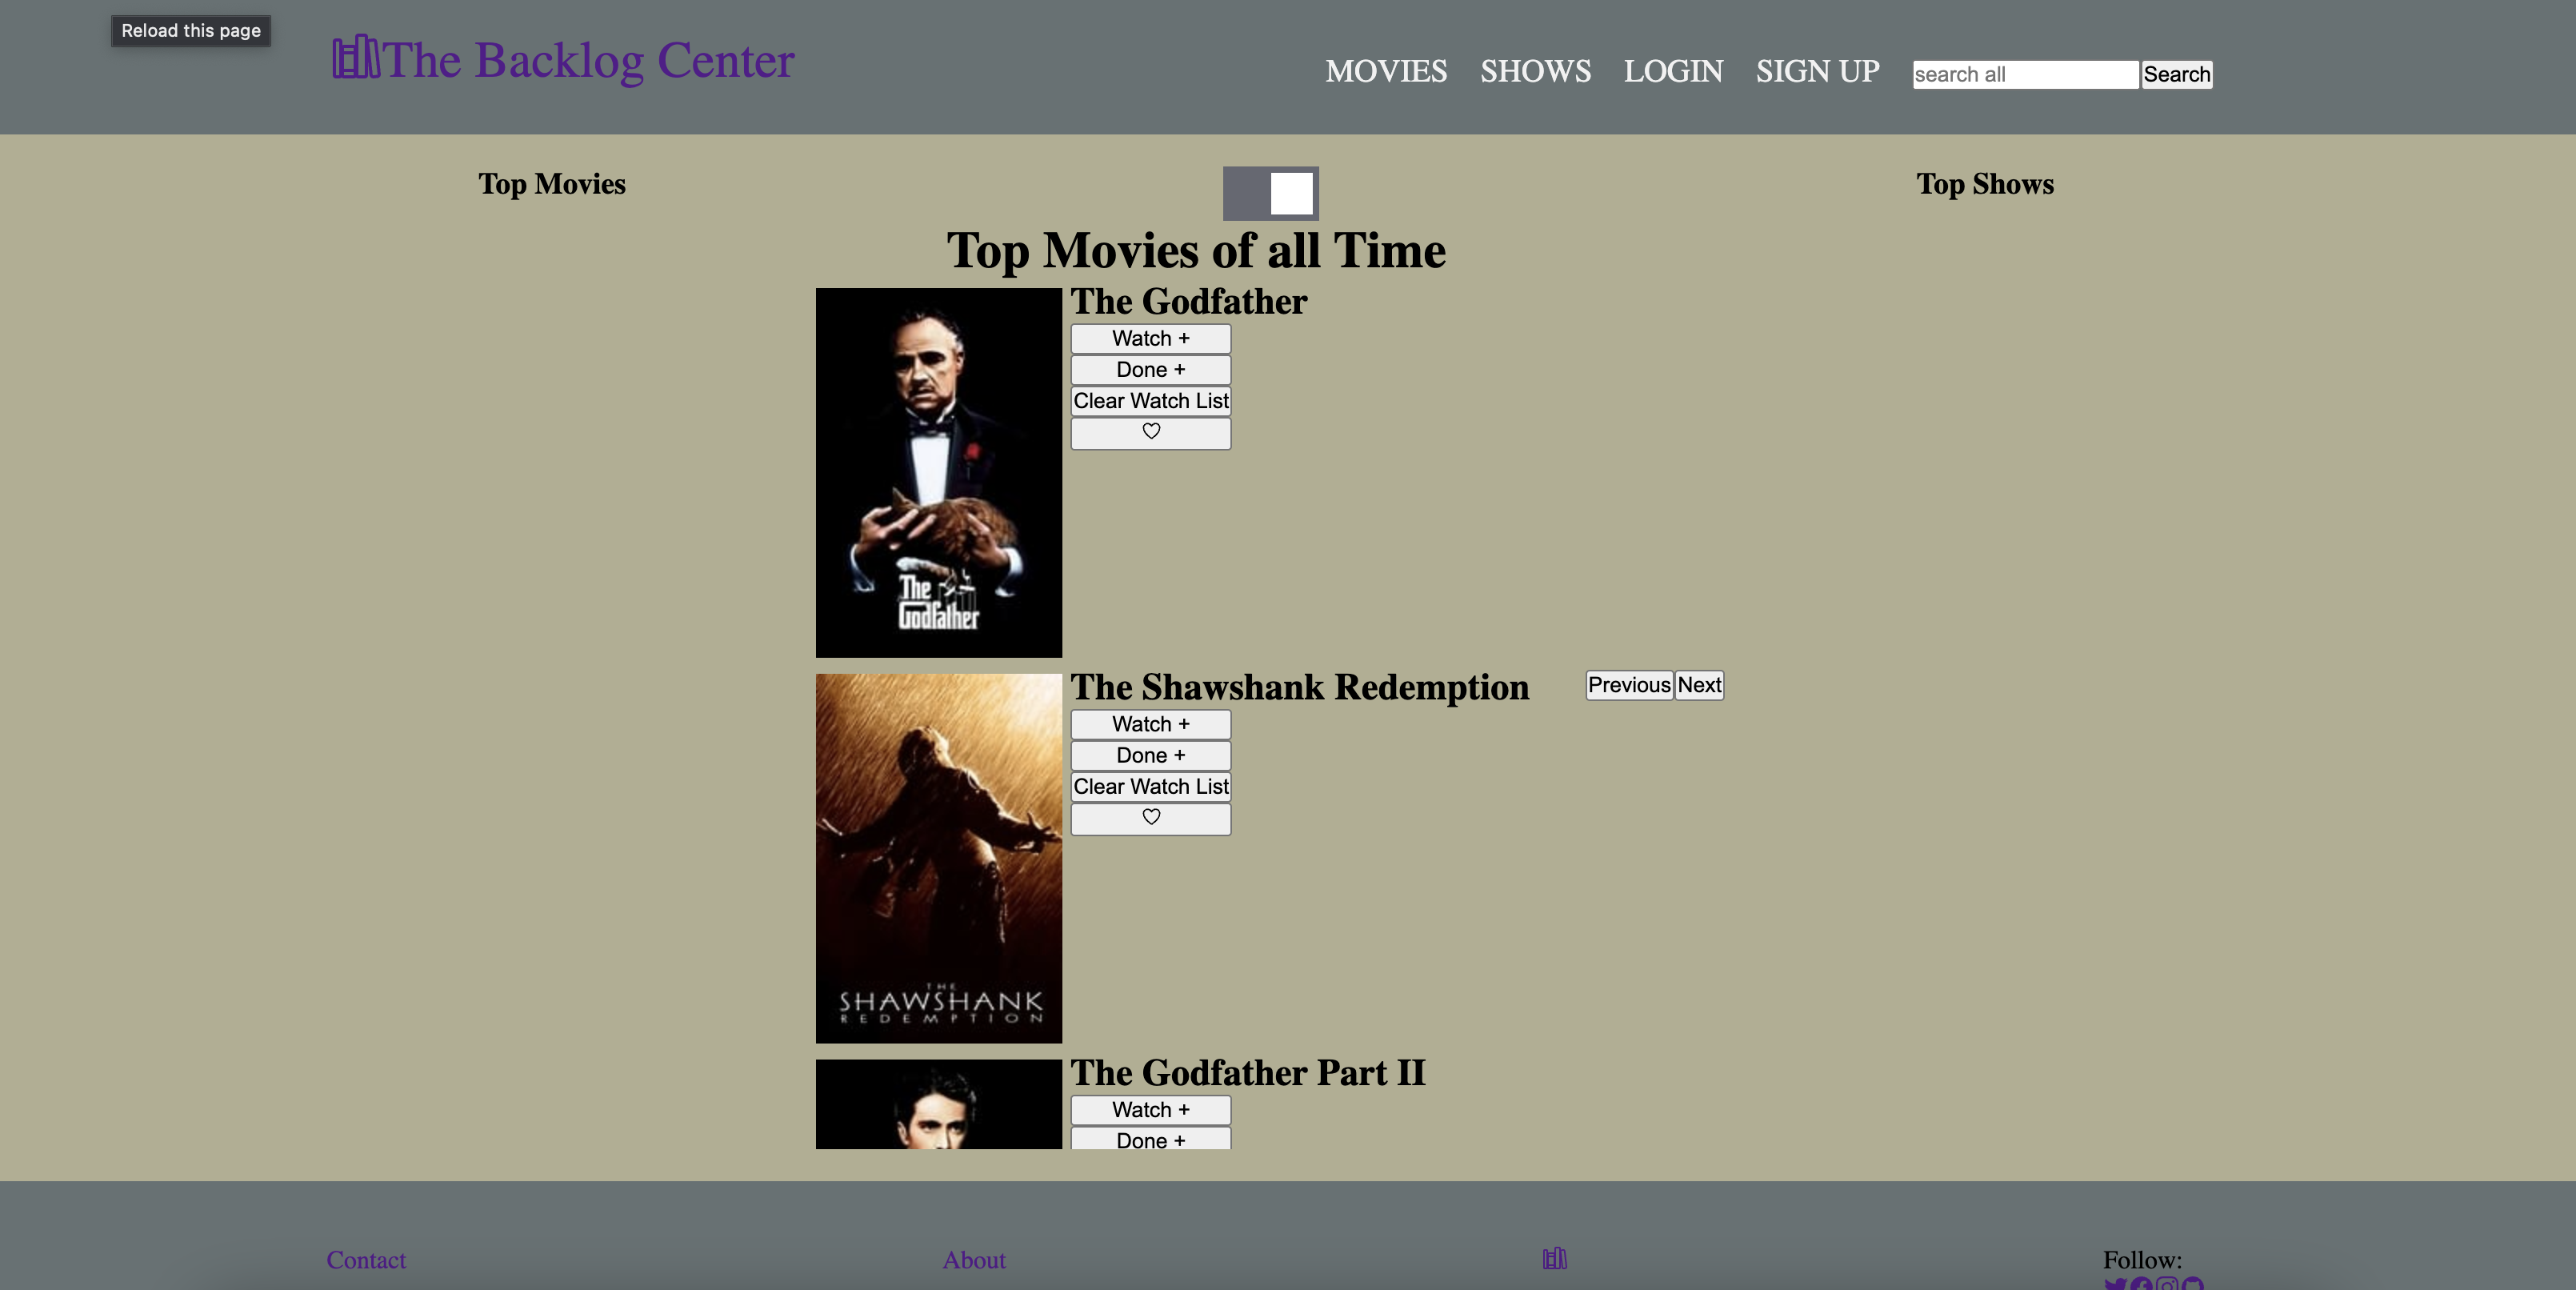 Reload this page
The Backlog Center
MOVIES SHOWS LOGIN SIGN UP search all Search
Top Movies
Top Shows
Top Movies of all Time
The Godfather
Watch +
Done +
Clear Watch List
The
Godfather
The Shawshank Redemption
Previous Next
Watch +
Done +
Clear Watch List
THE
SHAWSHANK
REDEMPTION
The Godfather Part II
Watch +
Done +
Contact About Follow: